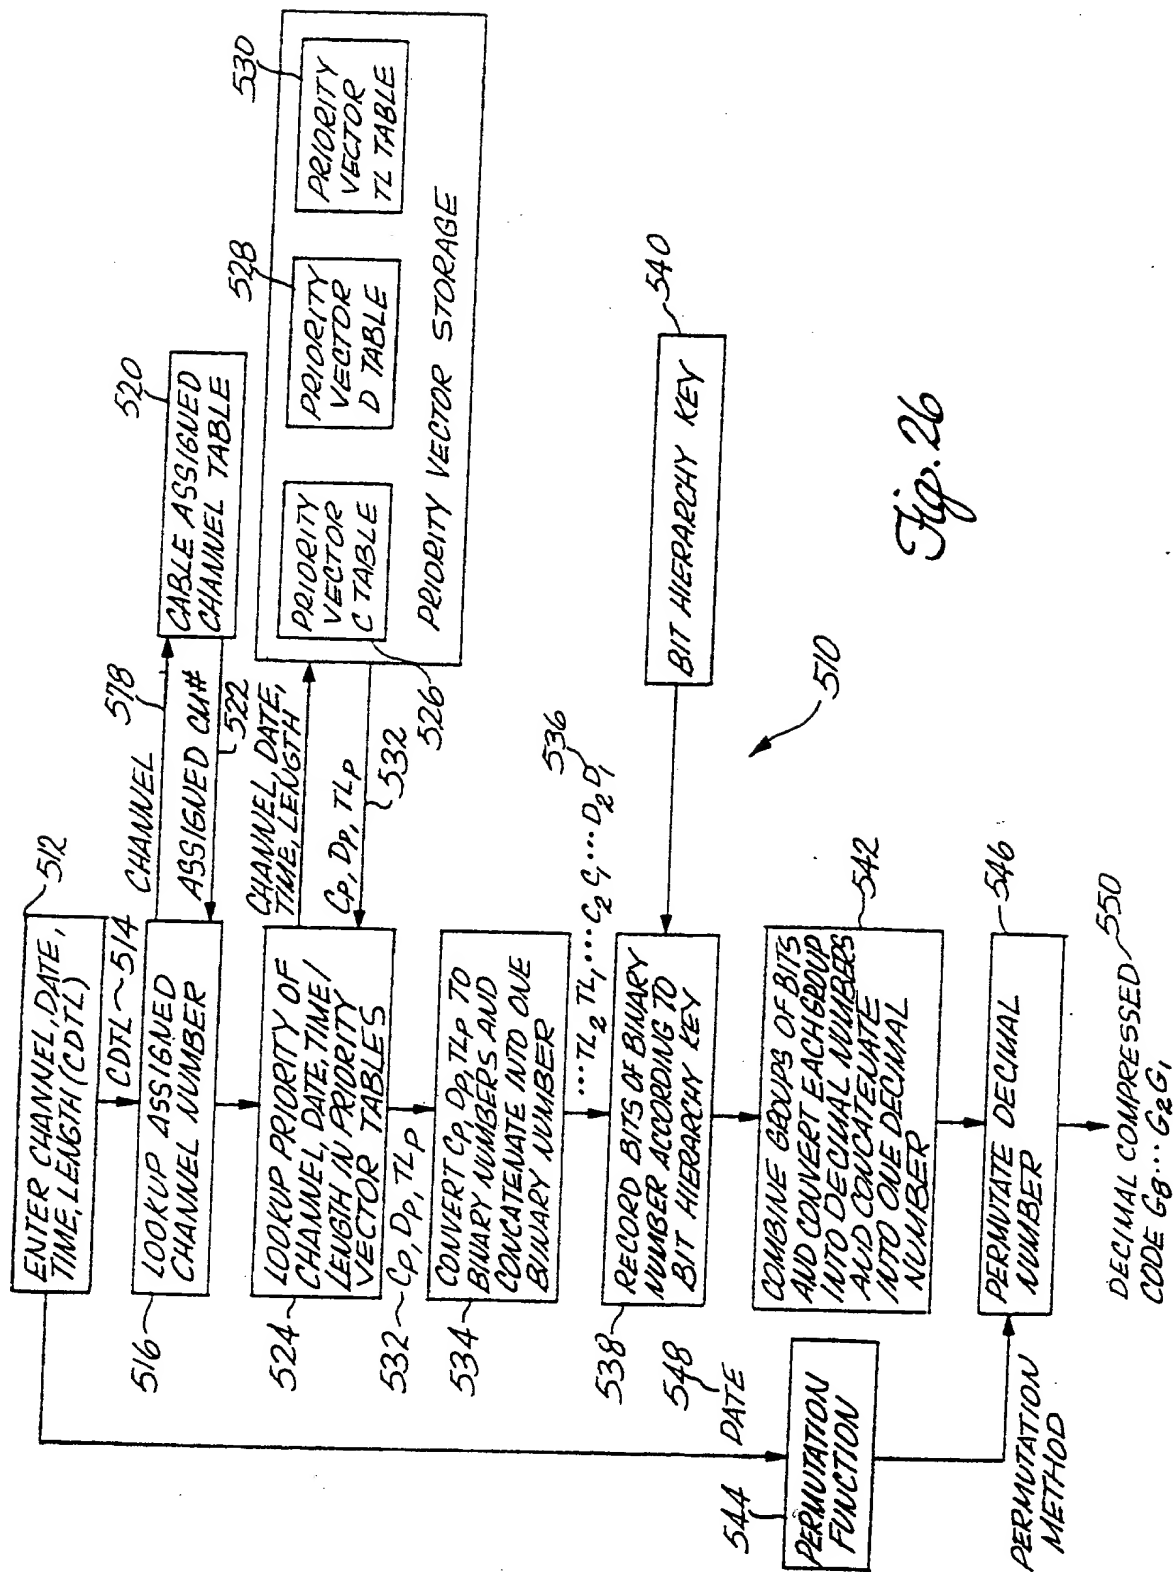 512
ENTER CHANNEL, DATE,
TIME, LENGTH (CDTL)
CDTL~514
516
LOOKUP ASSIGNED
CHANNEL NUMBER
CHANNEL
578
ASSIGNED CH#
522
520
CABLE ASSIGNED
CHANNEL TABLE
524
LOOKUP PRIORITY OF
CHANNEL, DATE, TIME/
LENGTH IN PRIORITY
VECTOR
TABLES
CHANNEL, DATE,
TIME, LENGTH
CP, DP, TLP
532
526
PRIORITY
VECTOR
C TABLE
528
PRIORITY
VECTOR
D TABLE
530
PRIORITY
VECTOR
TL TABLE
PRIORITY VECTOR STORAGE
532~CP, DP, TLP
534
CONVERT CP, DP, TLP TO
BINARY NUMBERS AND
CONCATENATE INTO ONE
BINARY NUMBER
...TL2 TL1...C2 C1...D2 D1
536
538
RECORD BITS OF BINARY
NUMBER ACCORDING TO
BIT HIERARCHY KEY
540
BIT HIERARCHY KEY
510
548
DATE
542
COMBINE GROUPS OF BITS
AND CONVERT EACH GROUP
INTO DECIMAL NUMBERS
AND CONCATENATE
INTO ONE DECIMAL
NUMBER
544
PERMUTATION
FUNCTION
PERMUTATION
METHOD
546
PERMUTATE DECIMAL
NUMBER
DECIMAL COMPRESSED
CODE G8....G2G1
550
Fig. 26